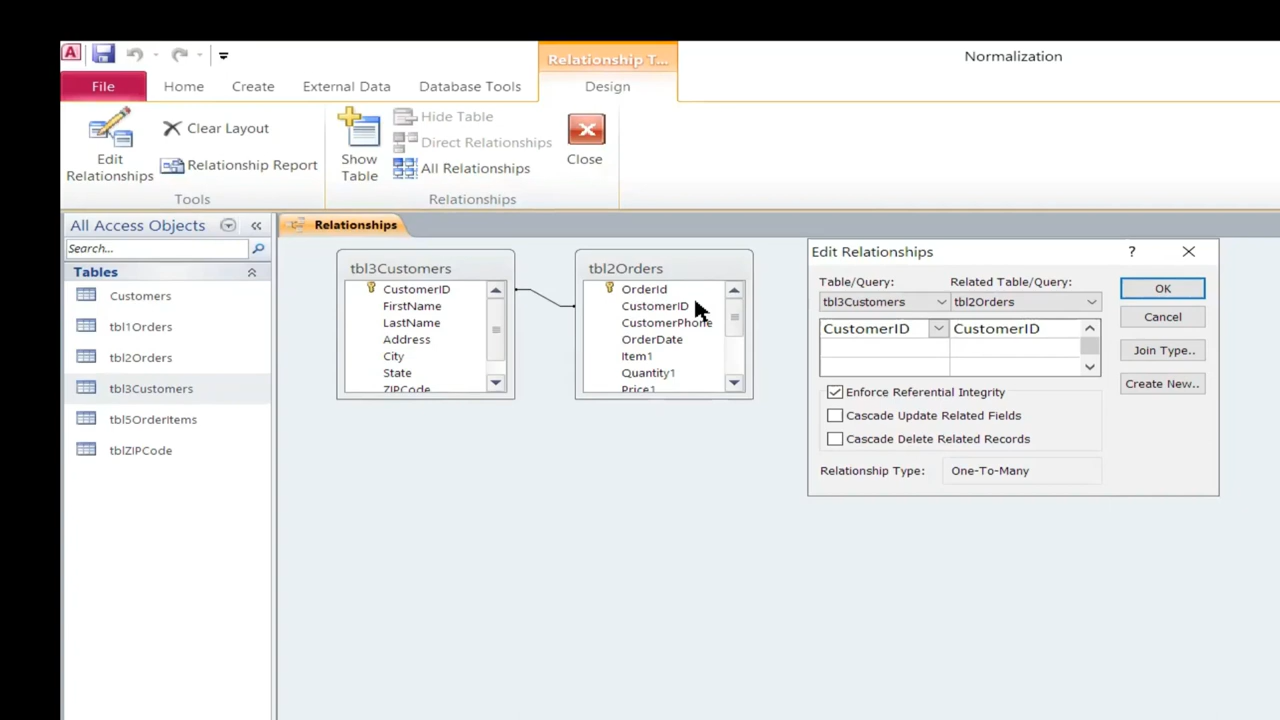 A
Relationship T...
Normalization
File
Home
Create
External Data
Database Tools
Design
Edit Relationships
Clear Layout
Relationship Report
Tools
Show Table
Hide Table
Direct Relationships
All Relationships
Relationships
Close
All Access Objects
Search...
Tables
Customers
tbl1Orders
tbl2Orders
tbl3Customers
tbl5OrderItems
tblZIPCode
Relationships
tbl3Customers
CustomerID
FirstName
LastName
Address
City
State
ZIPCode
tbl2Orders
OrderId
CustomerID
CustomerPhone
OrderDate
Item1
Quantity1
Price1
Edit Relationships
?
Table/Query:
Related Table/Query:
tbl3Customers
tbl2Orders
CustomerID
CustomerID
Enforce Referential Integrity
Cascade Update Related Fields
Cascade Delete Related Records
Relationship Type:
One-To-Many
OK
Cancel
Join Type..
Create New..